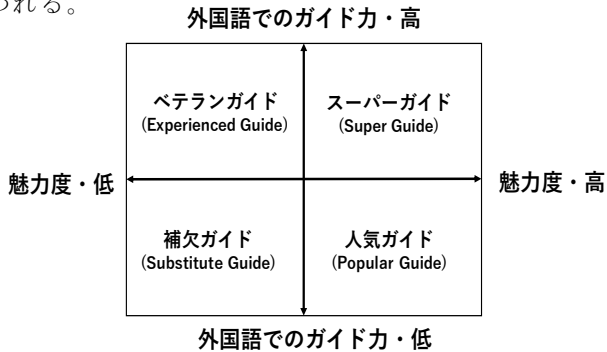 れる。
外国語でのガイド力・高
ベテランガイド
(Experienced Guide)
スーパーガイド
(Super Guide)
魅力度・低
魅力度・高
補欠ガイド
(Substitute Guide)
人気ガイド
(Popular Guide)
外国語でのガイド力・低